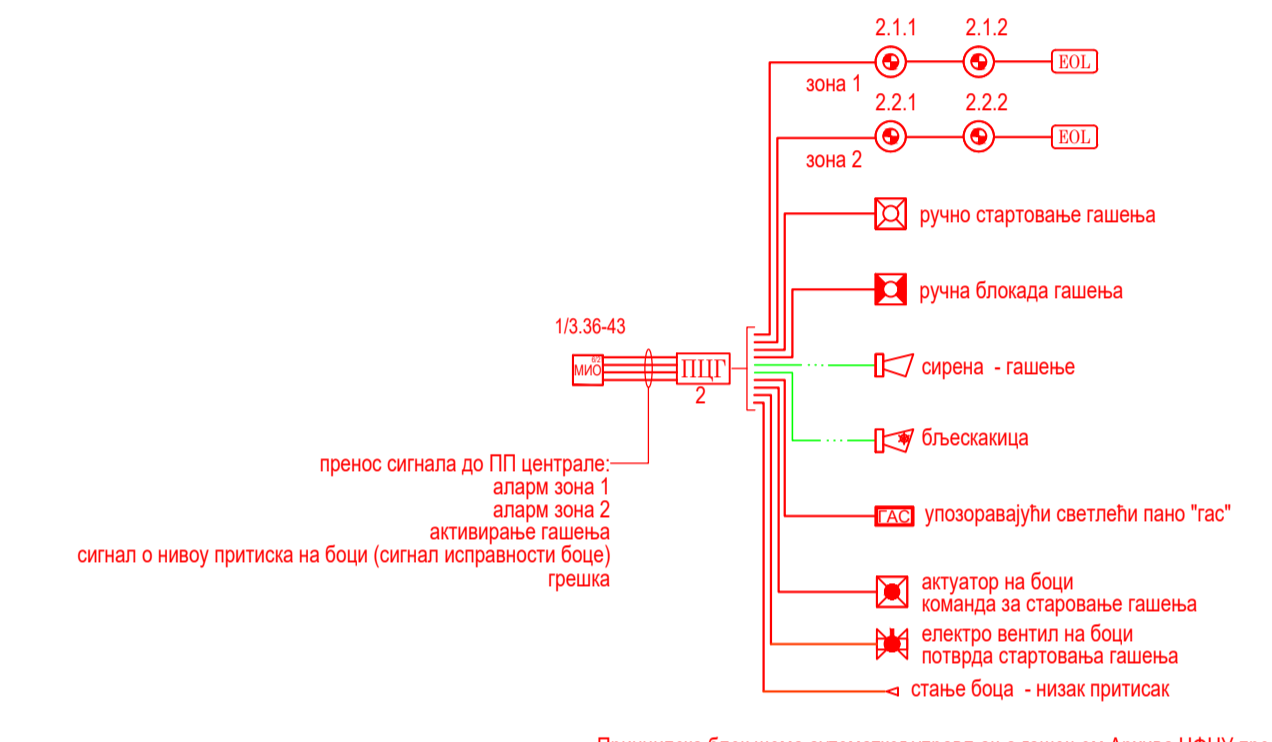 2.1.1
2.1.2
EOL
зона 1
2.2.1
2.2.2
EOL
зона 2
ручно стартовање гашења
ручна блокада гашења
1/3.36-43
6/2
МИО
ПЦГ
2
сирена - гашење
бљескакица
пренос сигнала до ПП централе:
аларм зона 1
аларм зона 2
активирање гашења
сигнал о нивоу притиска на боци (сигнал исправности боце)
грешка
ГАС
упозоравајући светлећи пано "гас"
актуатор на боци
команда за старовање гашења
електро вентил на боци
потврда стартовања гашења
стање боца - низак притисак